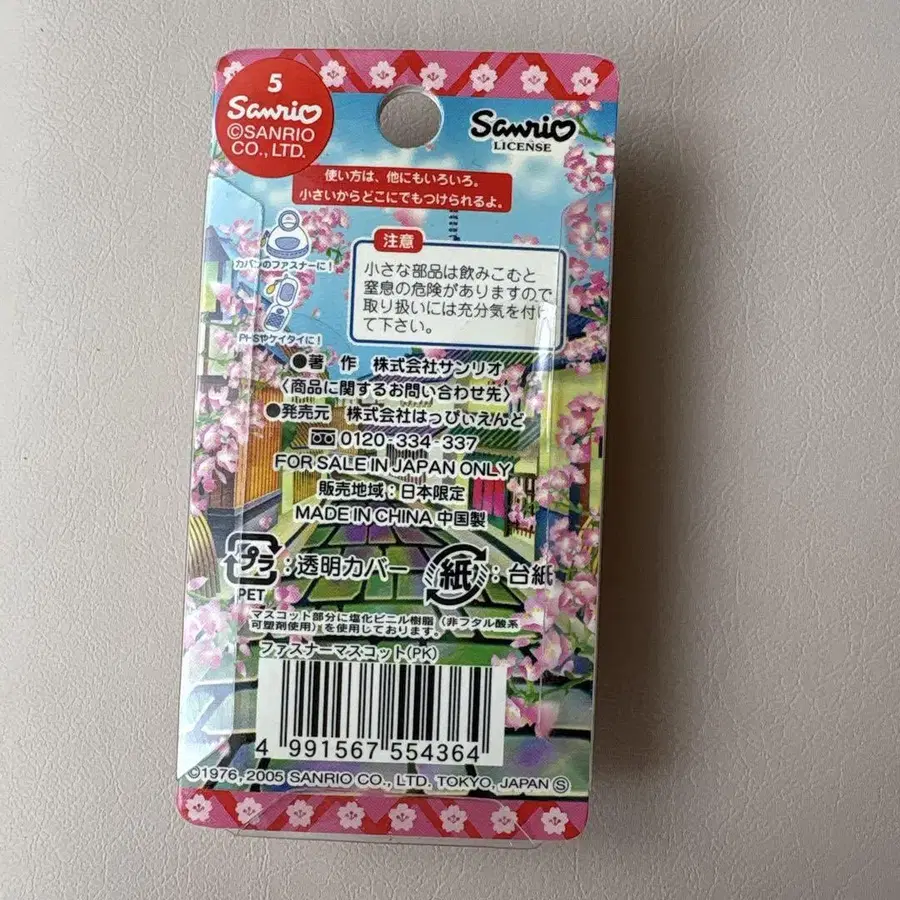 5
Sanrio
©SANRIO
CO., LTD.
Sanrio
LICENSE
使い方は、他にもいろいろ。
小さいからどこにでもつけられるよ。
カバンのファスナーに！
PHSやケイタイに！
注意
小さな部品は飲みこむと
窒息の危険がありますので
取り扱いには充分気を付け
て下さい。
●著 作 株式会社サンリオ
〈商品に関するお問い合わせ先〉
●発売元 株式会社はっぴぃえんど
0120-334-337
FOR SALE IN JAPAN ONLY
販売地域：日本限定
MADE IN CHINA 中国製
プラ：透明カバー 紙：台紙
PET
マスコット部分に塩化ビニル樹脂（非フタル酸系
可塑剤使用）を使用しております。
ファスナーマスコット(PK)
4 991567 554364
©1976, 2005 SANRIO CO., LTD. TOKYO, JAPAN Ⓢ